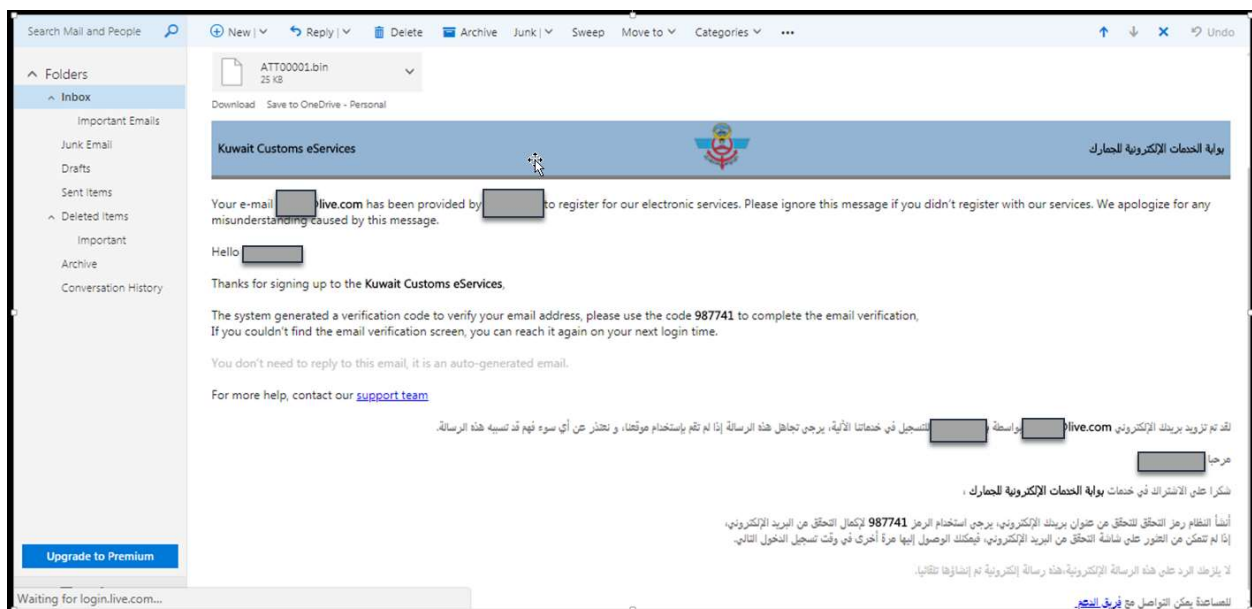 Search Mail and People
New
Reply
Delete
Archive
Junk
Sweep
Move to
Categories
Undo
Folders
Inbox
Important Emails
Junk Email
Drafts
Sent Items
Deleted Items
Important
Archive
Conversation History
Upgrade to Premium
Waiting for login.live.com...
ATT00001.bin
25 KB
Download Save to OneDrive - Personal
Kuwait Customs eServices
بوابة الخدمات الإلكترونية للجمارك
Your e-mail @live.com has been provided by to register for our electronic services. Please ignore this message if you didn't register with our services. We apologize for any
misunderstanding caused by this message.
Hello
Thanks for signing up to the Kuwait Customs eServices,
The system generated a verification code to verify your email address, please use the code 987741 to complete the email verification,
If you couldn't find the email verification screen, you can reach it again on your next login time.
You don't need to reply to this email, it is an auto-generated email.
For more help, contact our support team
لقد تم تزويد بريدك الإلكتروني @live.com بواسطة للتسجيل في خدماتنا الآلية، يرجى تجاهل هذه الرسالة إذا لم تقم بإستخدام موقعنا، و نعتذر عن أي سوء فهم قد تسببه هذه الرسالة.
مرحبا
شكرا على الاشتراك في خدمات بوابة الخدمات الإلكترونية للجمارك ،
أنشأ النظام رمز التحقق للتحقق من عنوان بريدك الإلكتروني، يرجى استخدام الرمز 987741 لإكمال التحقق من البريد الإلكتروني،
إذا لم تتمكن من العثور على شاشة التحقق من البريد الإلكتروني، فيمكنك الوصول إليها مرة أخرى في وقت تسجيل الدخول التالي.
لا يلزمك الرد على هذه الرسالة الإلكترونية،هذه رسالة إلكترونية تم إنشاؤها تلقائيا.
للمساعدة يمكن التواصل مع فريق الدعم